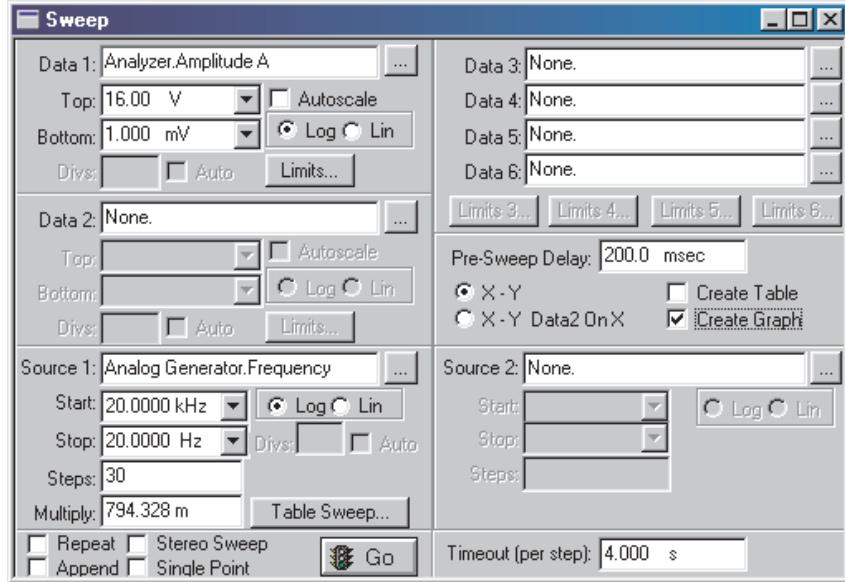 Sweep
Data 1: Analyzer.Amplitude A ...
Top: 16.00 V Autoscale
Bottom: 1.000 mV Log Lin
Divs: Auto Limits...
Data 2: None. ...
Top: Autoscale
Bottom: Log Lin
Divs: Auto Limits...
Source 1: Analog Generator.Frequency ...
Start: 20.0000 kHz Log Lin
Stop: 20.0000 Hz Divs: Auto
Steps: 30
Multiply: 794.328 m Table Sweep...
Repeat Stereo Sweep
Append Single Point
Go
Data 3: None. ...
Data 4: None. ...
Data 5: None. ...
Data 6: None. ...
Limits 3... Limits 4... Limits 5... Limits 6...
Pre-Sweep Delay: 200.0 msec
X - Y Create Table
X - Y Data2 On X Create Graph
Source 2: None. ...
Start: Log Lin
Stop:
Steps:
Timeout (per step): 4.000 s